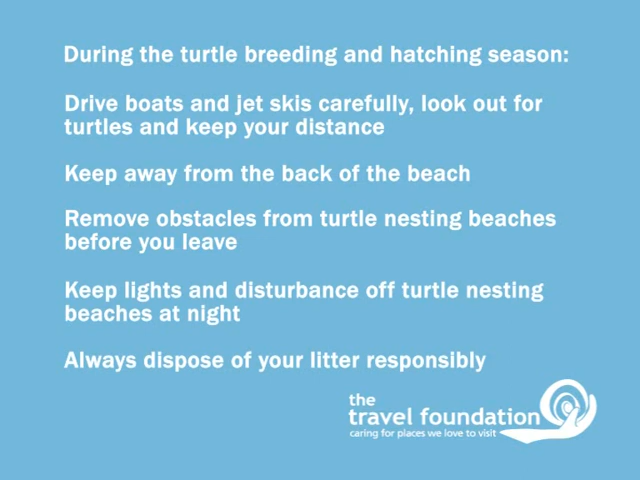 During the turtle breeding and hatching season:
Drive boats and jet skis carefully, look out for
turtles and keep your distance
Keep away from the back of the beach
Remove obstacles from turtle nesting beaches
before you leave
Keep lights and disturbance off turtle nesting
beaches at night
Always dispose of your litter responsibly
the
travel foundation
caring for places we love to visit